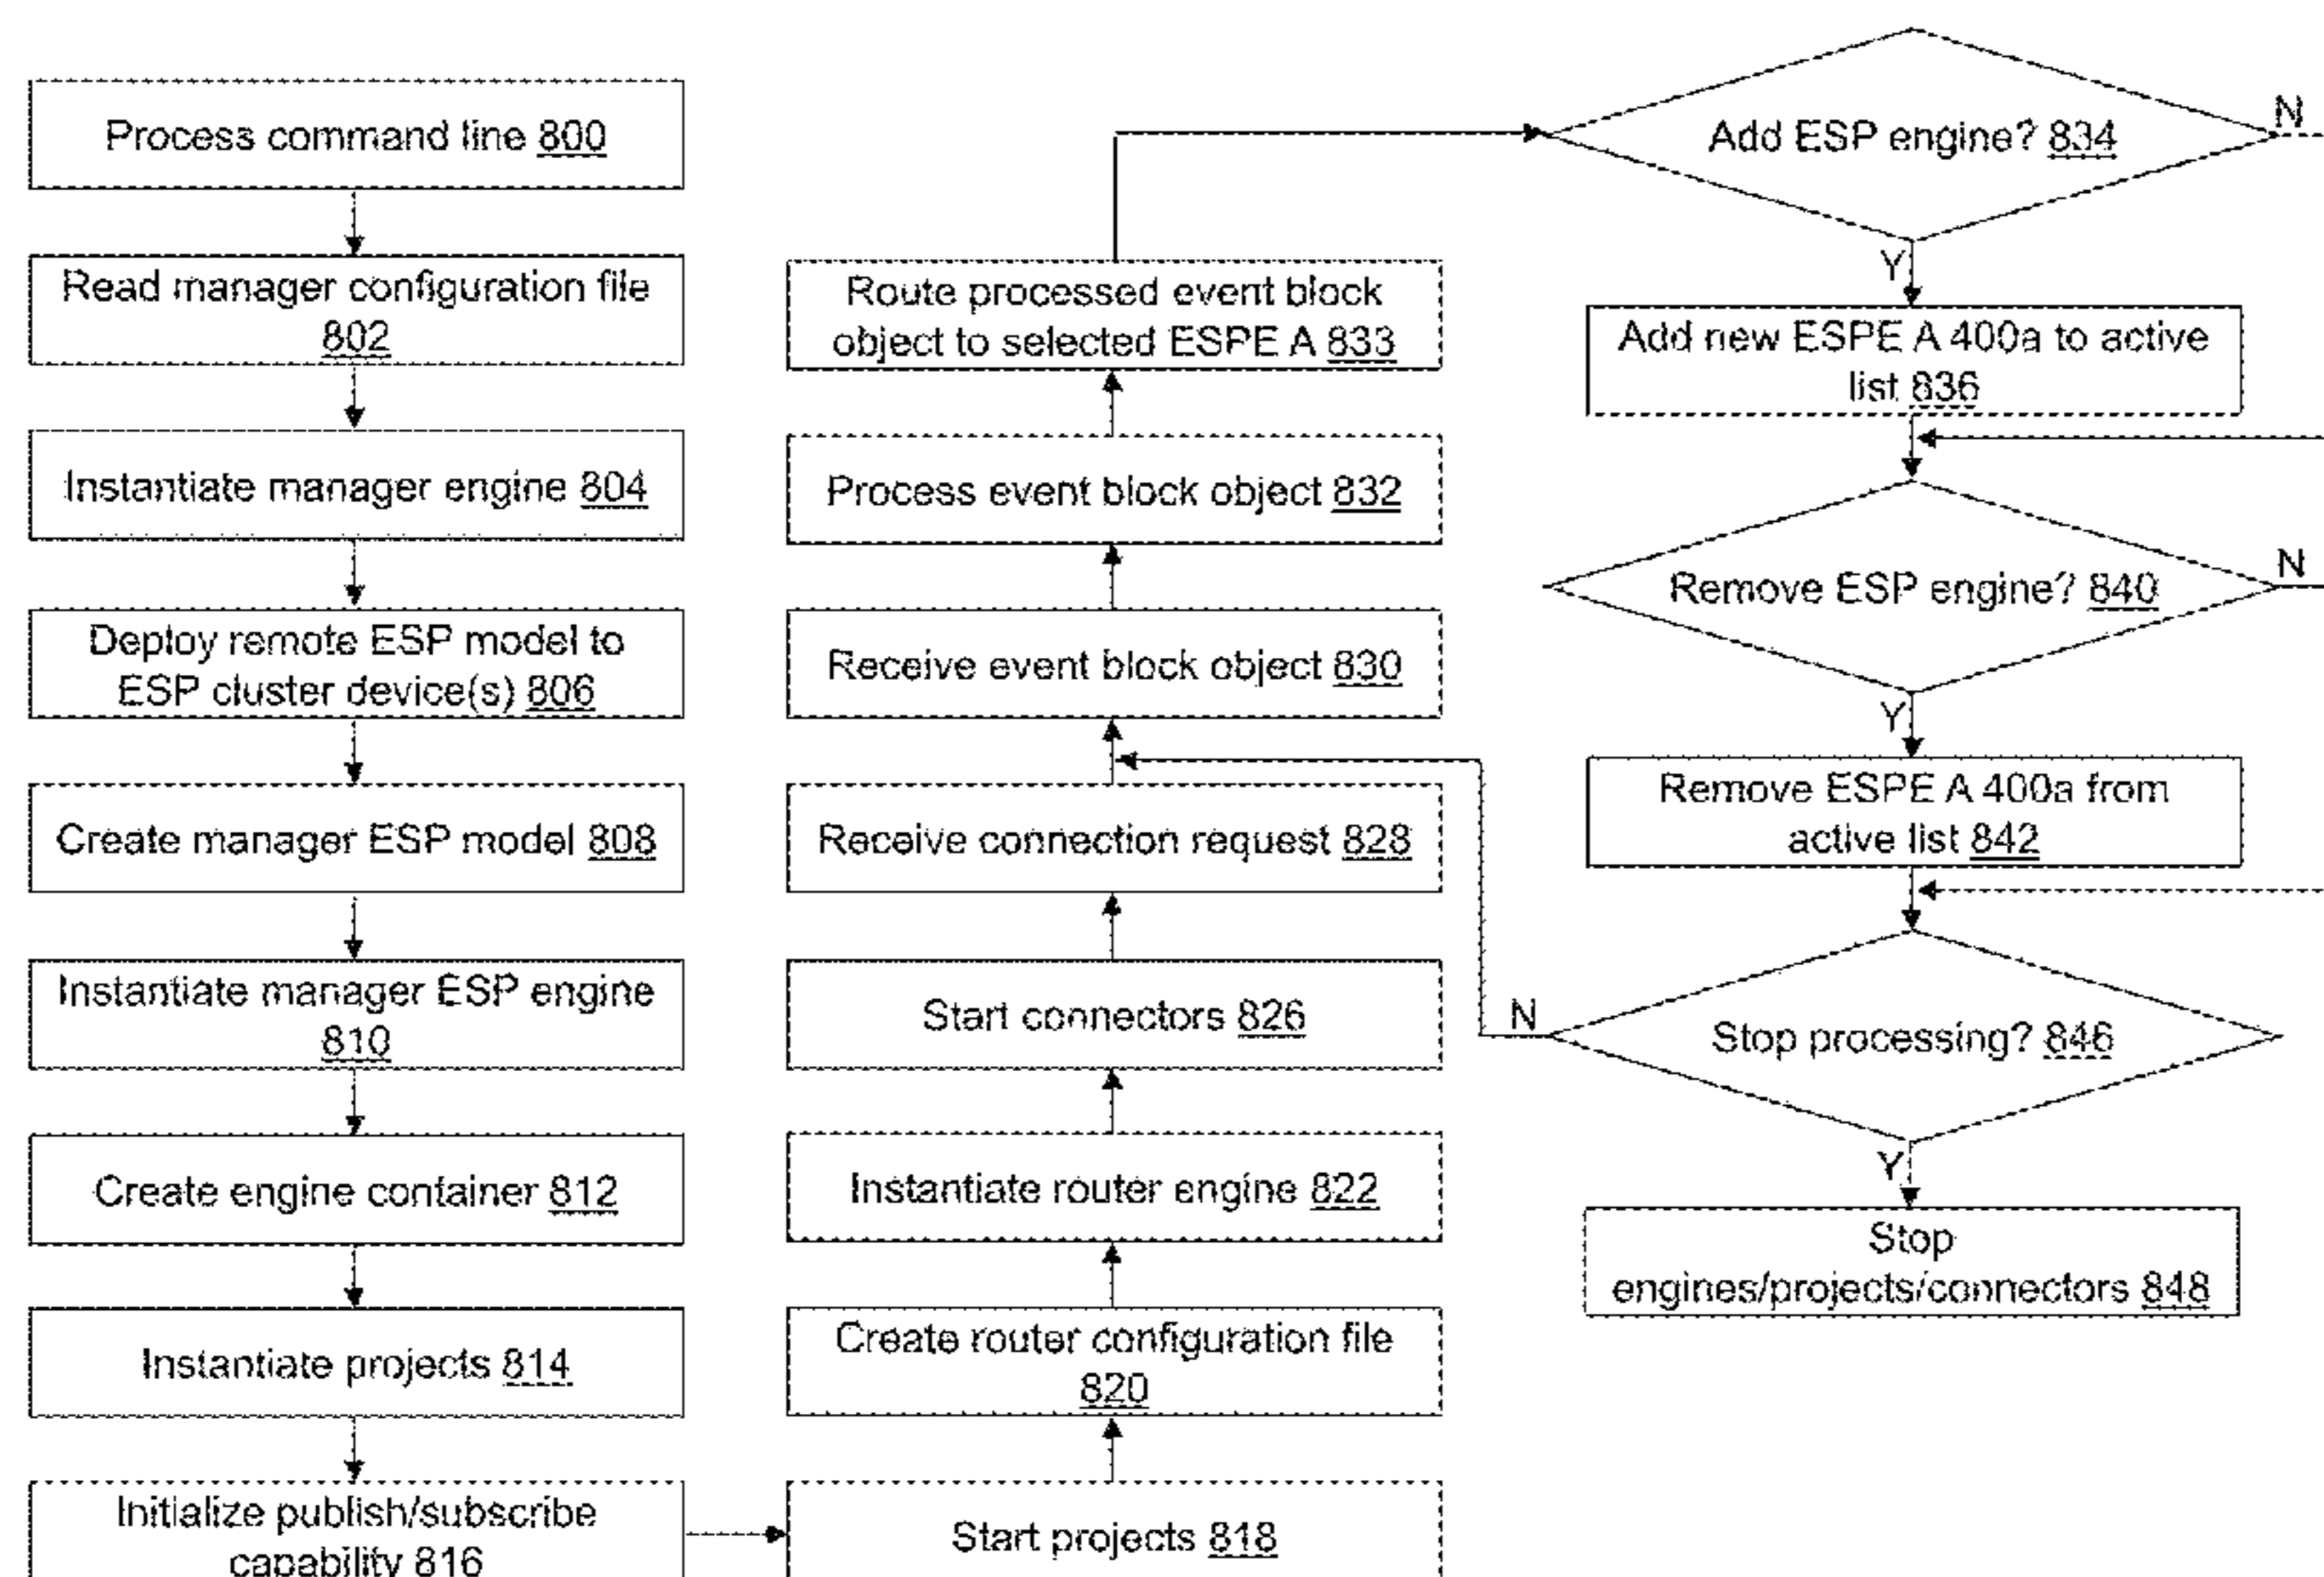 Process command line 800
Read manager configuration file
802
Instantiate manager engine 804
Deploy remote ESP model to
ESP cluster device(s) 806
Create manager ESP model 808
Instantiate manager ESP engine
810
Create engine container 812
Instantiate projects 814
Initialize publish/subscribe
capability 816
Start projects 818
Create router configuration file
820
Instantiate router engine 822
Start connectors 826
Receive connection request 828
Receive event block object 830
Process event block object 832
Route processed event block
object to selected ESPE A 833
Add ESP engine? 834
N
Y
Add new ESPE A 400a to active
list 836
Remove ESP engine? 840
N
Y
Remove ESPE A 400a from
active list 842
Stop processing? 846
N
Y
Stop
engines/projects/connectors 848